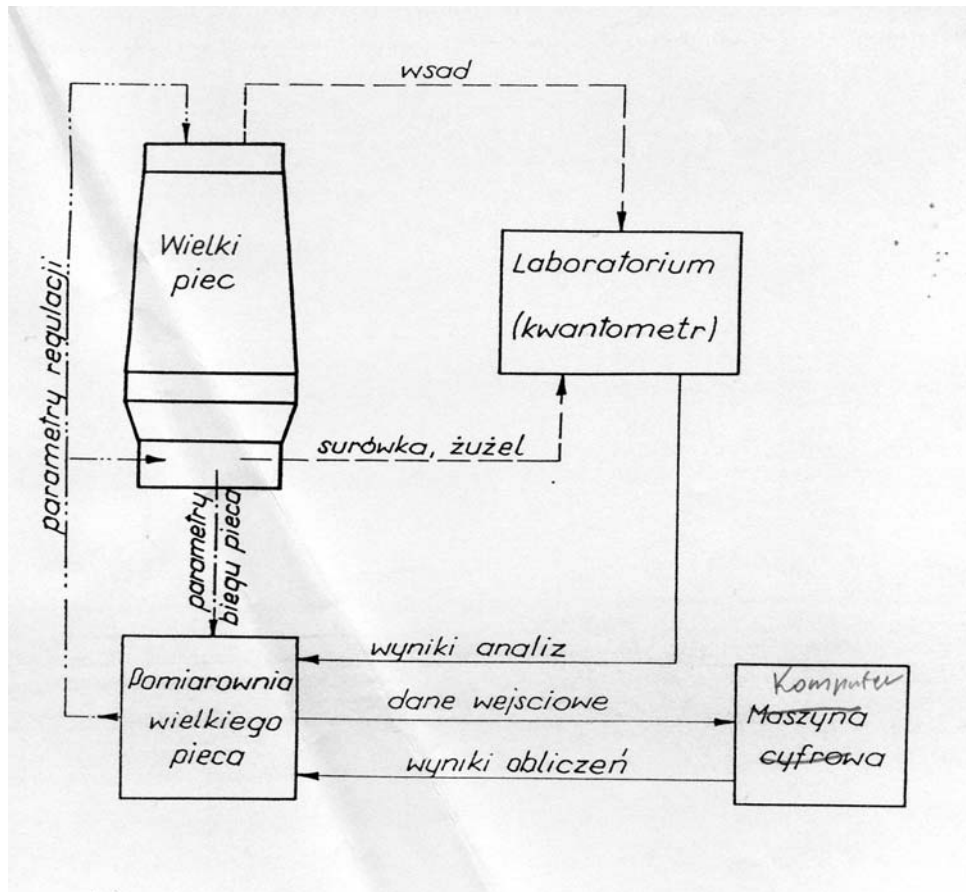 wsad
Wielki
piec
Laboratorium
(kwantometr)
parametry regulacji
surówka, żużel
parametry
biegu pieca
wyniki analiz
Pomiarownia
wielkiego
pieca
dane wejściowe
Komputer
Maszyna
cyfrowa
wyniki obliczeń